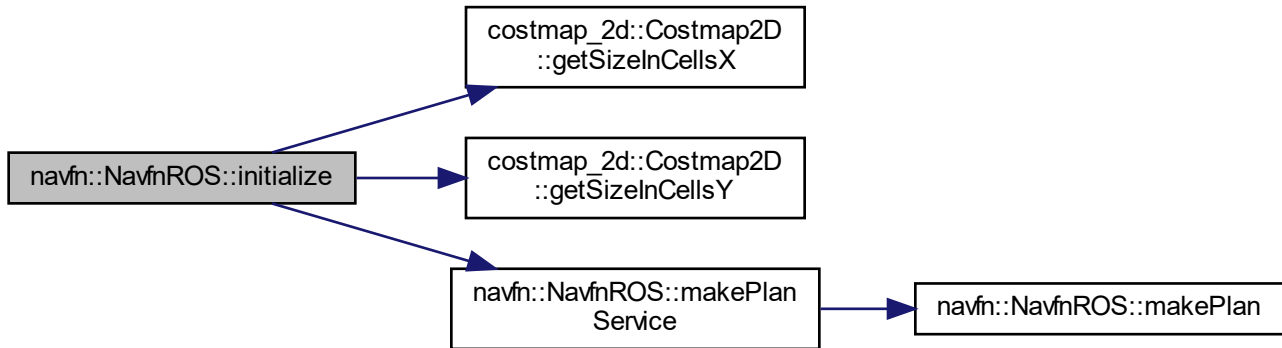 costmap_2d::Costmap2D
::getSizeInCellsX
navfn::NavfnROS::initialize
costmap_2d::Costmap2D
::getSizeInCellsY
navfn::NavfnROS::makePlan
Service
navfn::NavfnROS::makePlan